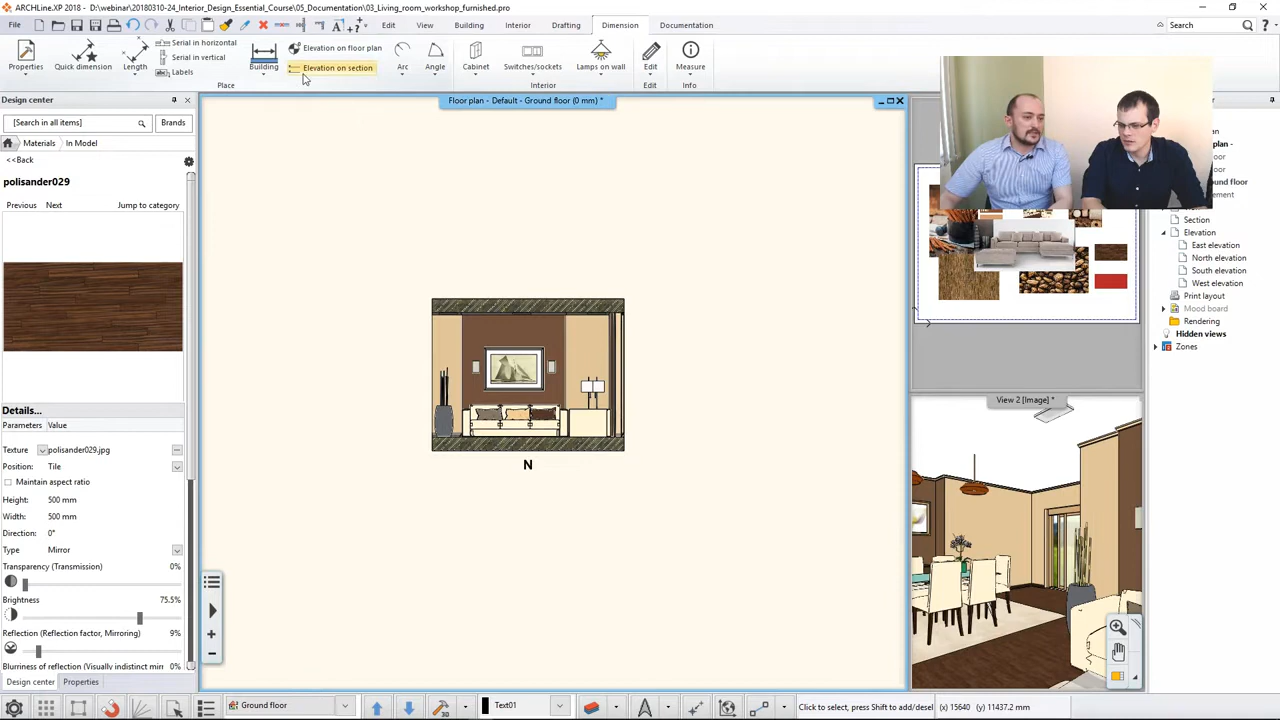 ARCHLine.XP 2018 - D:\webinar\20180310-24_Interior_Design_Essential_Course\05_Documentation\03_Living_room_workshop_furnished.pro
File
Edit
View
Building
Interior
Drafting
Dimension
Documentation
Search
Properties
Quick dimension
Length
Serial in horizontal
Serial in vertical
Labels
Building
Elevation on floor plan
Elevation on section
Arc
Angle
Cabinet
Switches/sockets
Lamps on wall
Edit
Measure
Place
Interior
Edit
Info
Design center
[Search in all items]
Brands
Materials
In Model
<<Back
polisander029
Previous
Next
Jump to category
Details...
Parameters
Value
Texture
polisander029.jpg
Position:
Tile
Maintain aspect ratio
Height:
500 mm
Width:
500 mm
Direction:
0°
Type
Mirror
Transparency (Transmission)
0%
Brightness
75.5%
Reflection (Reflection factor, Mirroring)
9%
Blurriness of reflection (Visually indistinct mirr
0%
Design center
Properties
Floor plan - Default - Ground floor (0 mm) *
N
View 2 [Image] *
Section
Elevation
East elevation
North elevation
South elevation
West elevation
Print layout
Mood board
Rendering
Hidden views
Zones
Ground floor
Text01
Click to select, press Shift to add/desel
(x) 15640 (y) 11437.2 mm